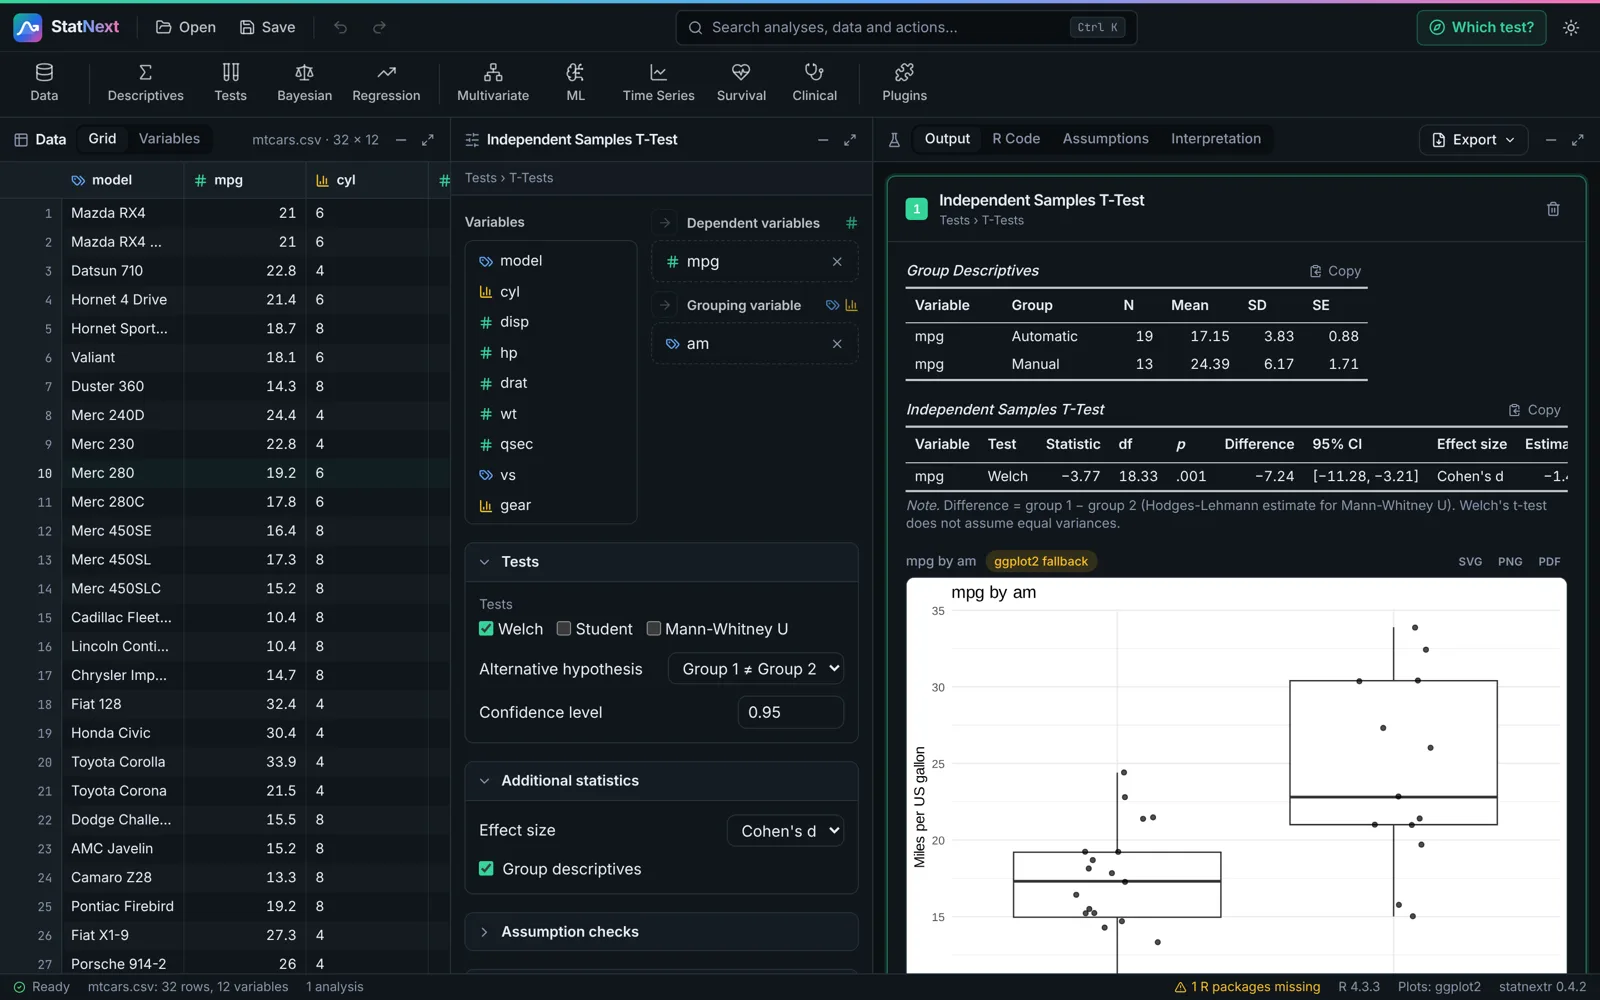 StatNext
Open
Save
Search analyses, data and actions...
Ctrl K
Which test?
Data
Descriptives
Tests
Bayesian
Regression
Multivariate
ML
Time Series
Survival
Clinical
Plugins
Data
Grid
Variables
mtcars.csv · 32 × 12
model mpg cyl
1 Mazda RX4 21 6
2 Mazda RX4 ... 21 6
3 Datsun 710 22.8 4
4 Hornet 4 Drive 21.4 6
5 Hornet Sport... 18.7 8
6 Valiant 18.1 6
7 Duster 360 14.3 8
8 Merc 240D 24.4 4
9 Merc 230 22.8 4
10 Merc 280 19.2 6
11 Merc 280C 17.8 6
12 Merc 450SE 16.4 8
13 Merc 450SL 17.3 8
14 Merc 450SLC 15.2 8
15 Cadillac Fleet... 10.4 8
16 Lincoln Conti... 10.4 8
17 Chrysler Imp... 14.7 8
18 Fiat 128 32.4 4
19 Honda Civic 30.4 4
20 Toyota Corolla 33.9 4
21 Toyota Corona 21.5 4
22 Dodge Challe... 15.5 8
23 AMC Javelin 15.2 8
24 Camaro Z28 13.3 8
25 Pontiac Firebird 19.2 8
26 Fiat X1-9 27.3 4
27 Porsche 914-2 26 4
Independent Samples T-Test
Tests › T-Tests
Variables
model
cyl
disp
hp
drat
wt
qsec
vs
gear
Dependent variables
mpg
Grouping variable
am
Tests
Tests
Welch Student Mann-Whitney U
Alternative hypothesis Group 1 ≠ Group 2
Confidence level 0.95
Additional statistics
Effect size Cohen's d
Group descriptives
Assumption checks
Output
R Code
Assumptions
Interpretation
Export
1
Independent Samples T-Test
Tests › T-Tests
Group Descriptives
Copy
Variable Group N Mean SD SE
mpg Automatic 19 17.15 3.83 0.88
mpg Manual 13 24.39 6.17 1.71
Independent Samples T-Test
Copy
Variable Test Statistic df p Difference 95% CI Effect size Estima
mpg Welch −3.77 18.33 .001 −7.24 [−11.28, −3.21] Cohen's d −1.4
Note. Difference = group 1 − group 2 (Hodges-Lehmann estimate for Mann-Whitney U). Welch's t-test
does not assume equal variances.
mpg by am
ggplot2 fallback
SVG PNG PDF
mpg by am
35
30
25
20
15
Miles per US gallon
Ready
mtcars.csv: 32 rows, 12 variables
1 analysis
1 R packages missing
R 4.3.3
Plots: ggplot2
statnextr 0.4.2